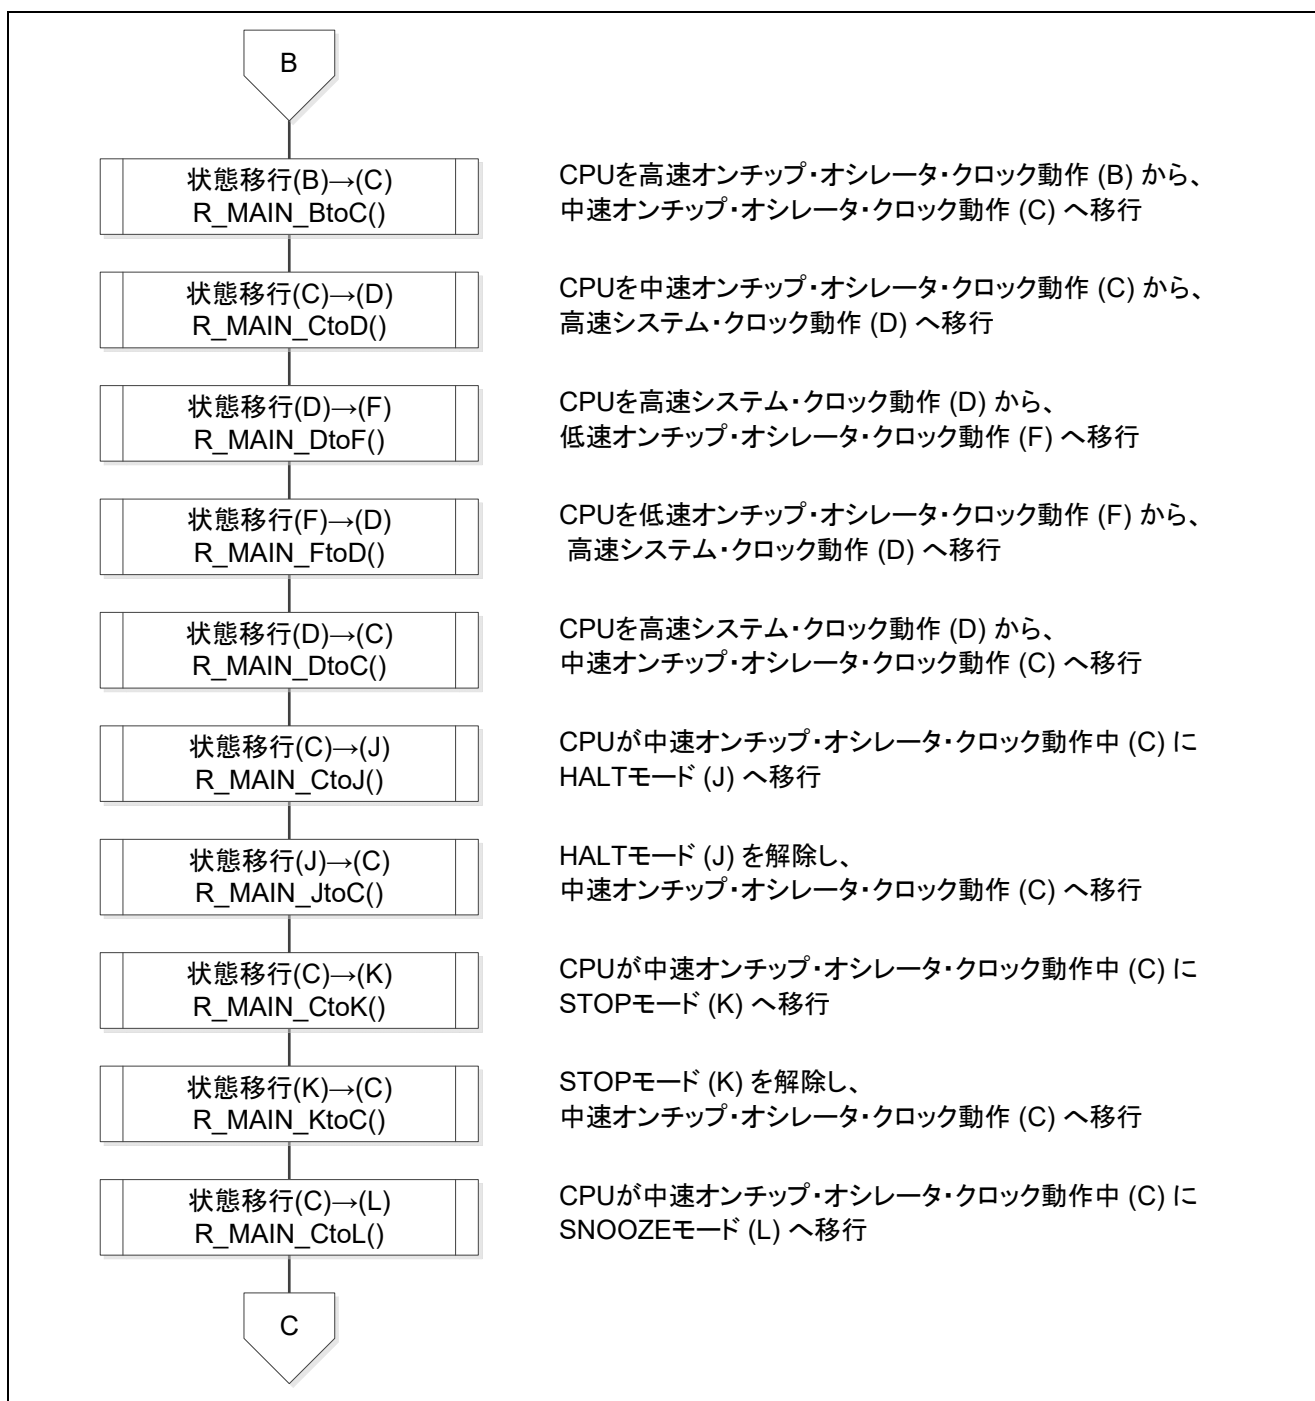 B
状態移行(B)→(C)
R_MAIN_BtoC()
CPUを高速オンチップ・オシレータ・クロック動作 (B) から、
中速オンチップ・オシレータ・クロック動作 (C) へ移行
状態移行(C)→(D)
R_MAIN_CtoD()
CPUを中速オンチップ・オシレータ・クロック動作 (C) から、
高速システム・クロック動作 (D) へ移行
状態移行(D)→(F)
R_MAIN_DtoF()
CPUを高速システム・クロック動作 (D) から、
低速オンチップ・オシレータ・クロック動作 (F) へ移行
状態移行(F)→(D)
R_MAIN_FtoD()
CPUを低速オンチップ・オシレータ・クロック動作 (F) から、
高速システム・クロック動作 (D) へ移行
状態移行(D)→(C)
R_MAIN_DtoC()
CPUを高速システム・クロック動作 (D) から、
中速オンチップ・オシレータ・クロック動作 (C) へ移行
状態移行(C)→(J)
R_MAIN_CtoJ()
CPUが中速オンチップ・オシレータ・クロック動作中 (C) に
HALTモード (J) へ移行
状態移行(J)→(C)
R_MAIN_JtoC()
HALTモード (J) を解除し、
中速オンチップ・オシレータ・クロック動作 (C) へ移行
状態移行(C)→(K)
R_MAIN_CtoK()
CPUが中速オンチップ・オシレータ・クロック動作中 (C) に
STOPモード (K) へ移行
状態移行(K)→(C)
R_MAIN_KtoC()
STOPモード (K) を解除し、
中速オンチップ・オシレータ・クロック動作 (C) へ移行
状態移行(C)→(L)
R_MAIN_CtoL()
CPUが中速オンチップ・オシレータ・クロック動作中 (C) に
SNOOZEモード (L) へ移行
C